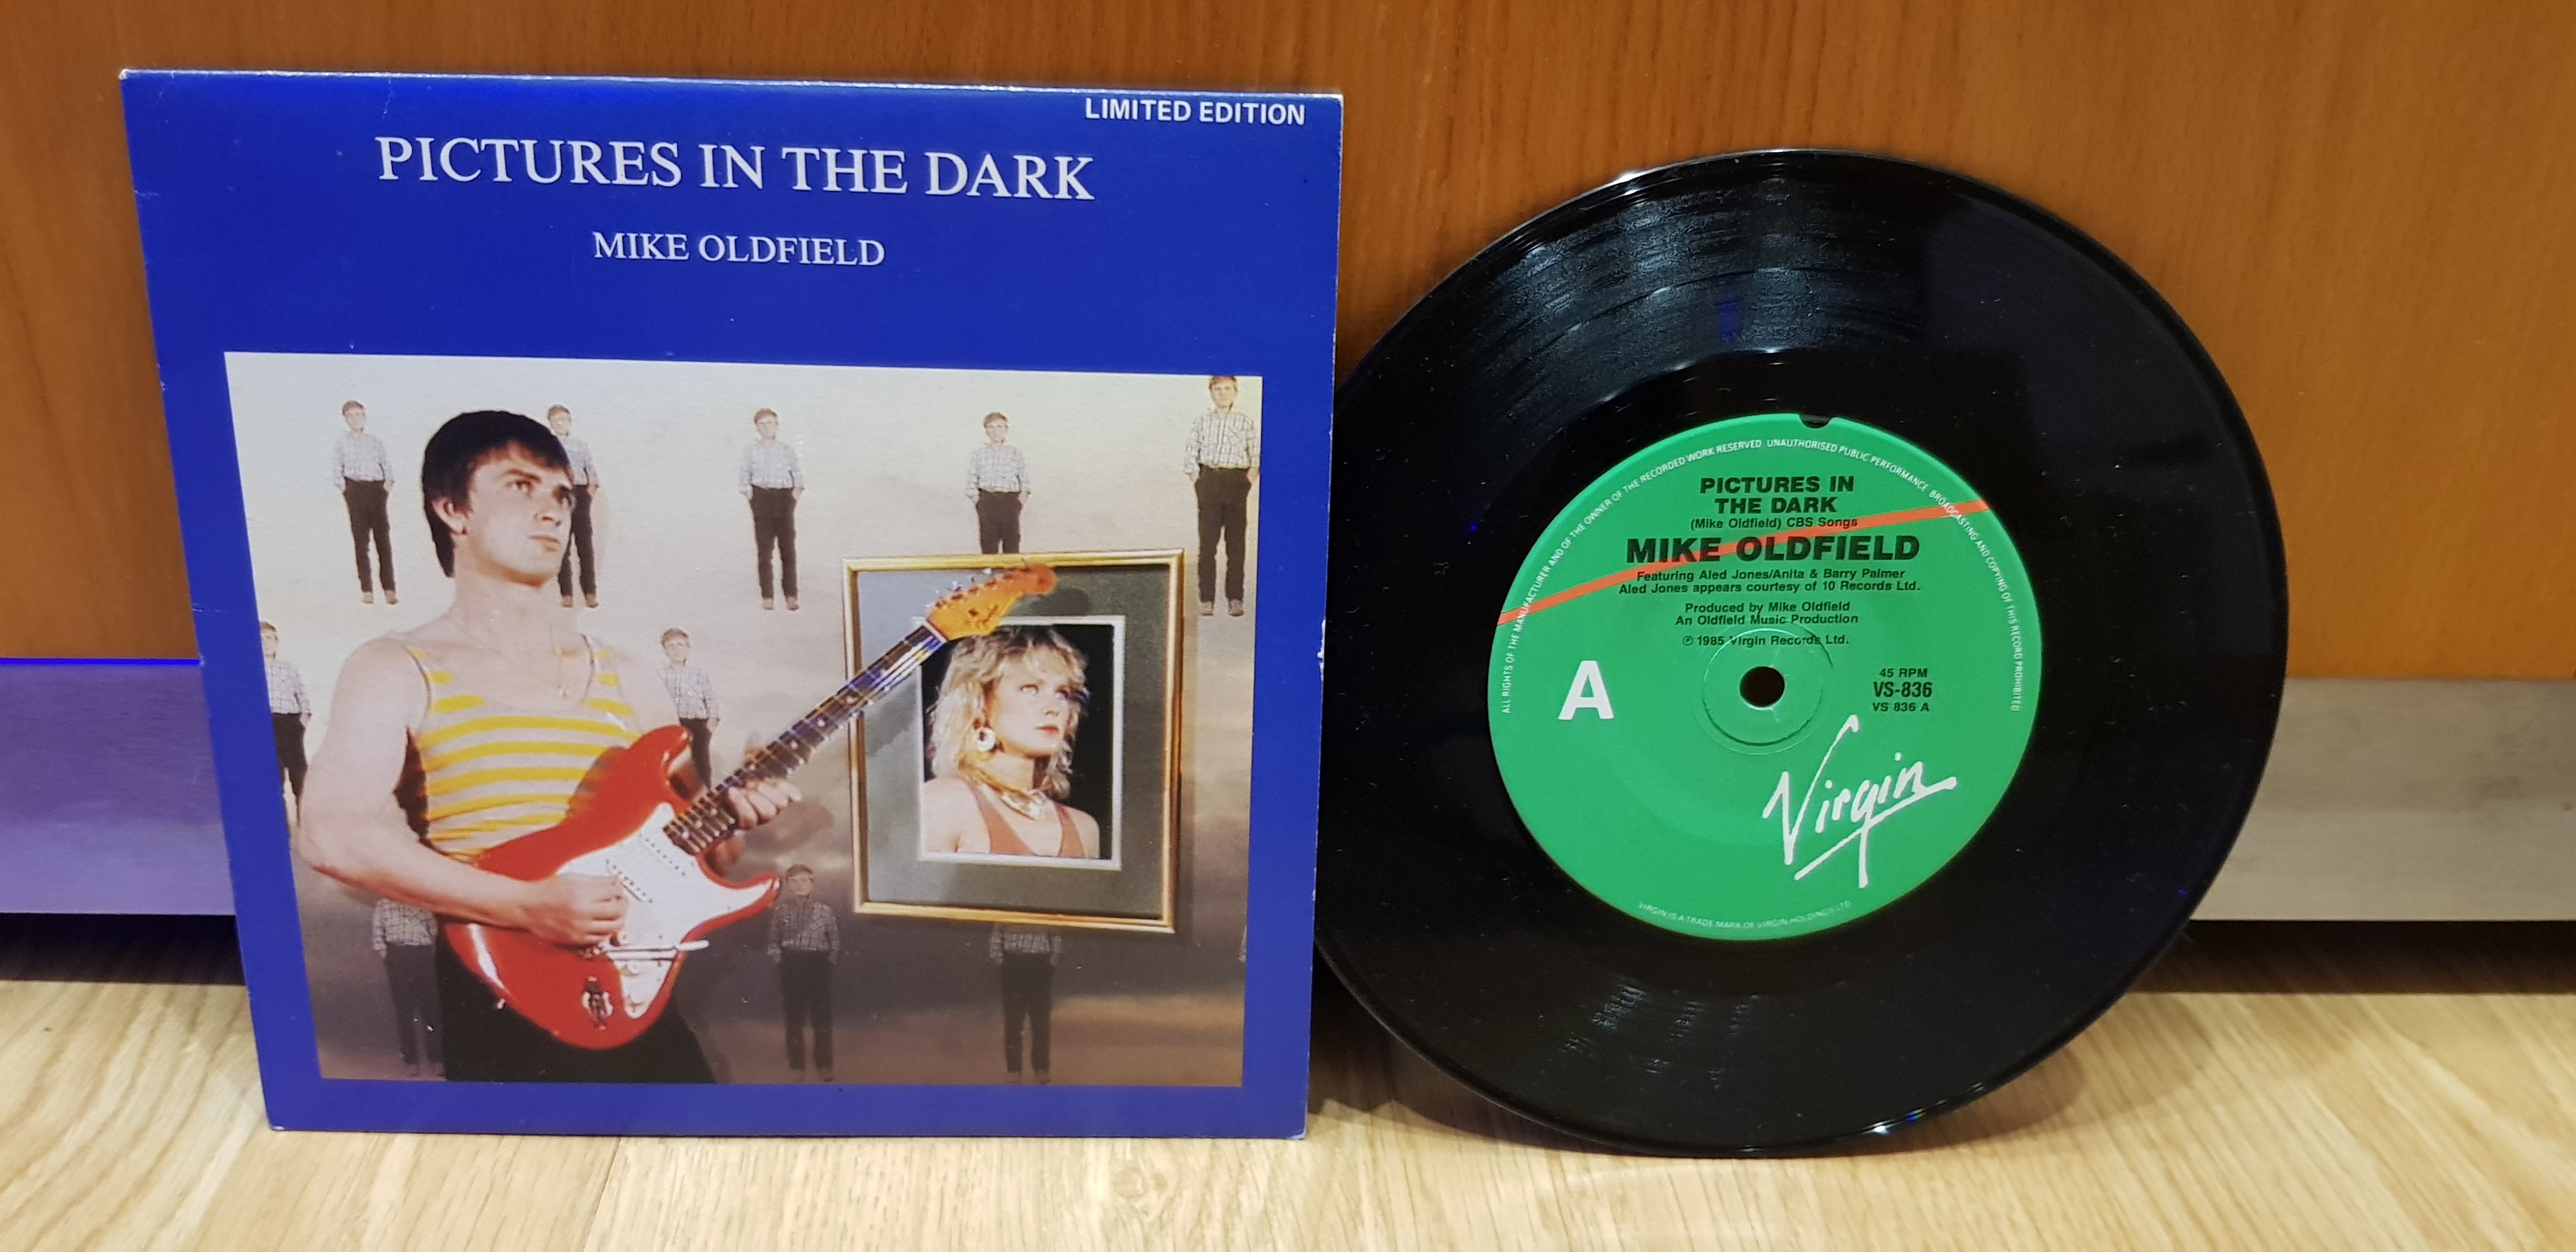 LIMITED EDITION
PICTURES IN THE DARK
MIKE OLDFIELD
ALL RIGHTS OF THE MANUFACTURER AND OF THE OWNER OF THE RECORDED WORK RESERVED UNAUTHORISED PUBLIC PERFORMANCE BROADCASTING AND COPYING OF THIS RECORD PROHIBITED
PICTURES IN
THE DARK
(Mike Oldfield) CBS Songs
MIKE OLDFIELD
Featuring Aled Jones/Anita & Barry Palmer
Aled Jones appears courtesy of 10 Records Ltd.
Produced by Mike Oldfield
An Oldfield Music Production
℗ 1985 Virgin Records Ltd.
A
45 RPM
VS-836
VS 836 A
Virgin
VIRGIN IS A TRADE MARK OF VIRGIN HOLDINGS LTD